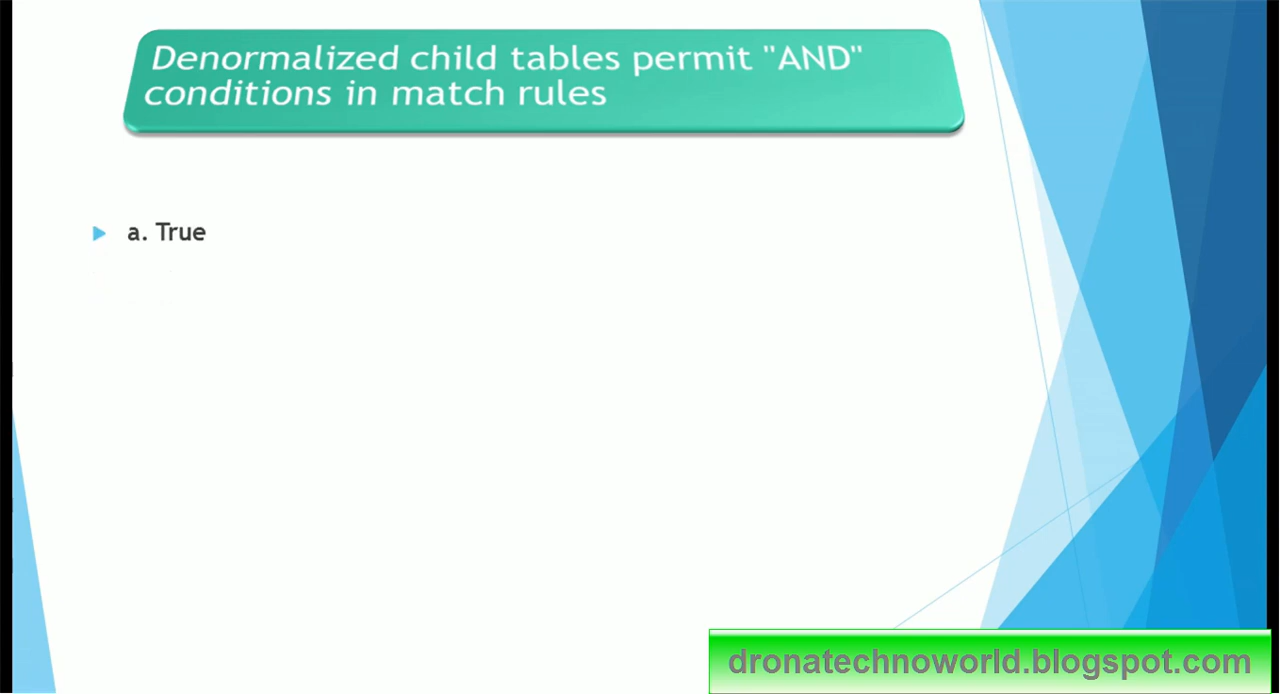 Denormalized child tables permit "AND"
conditions in match rules
a. True
dronatechnoworld.blogspot.com